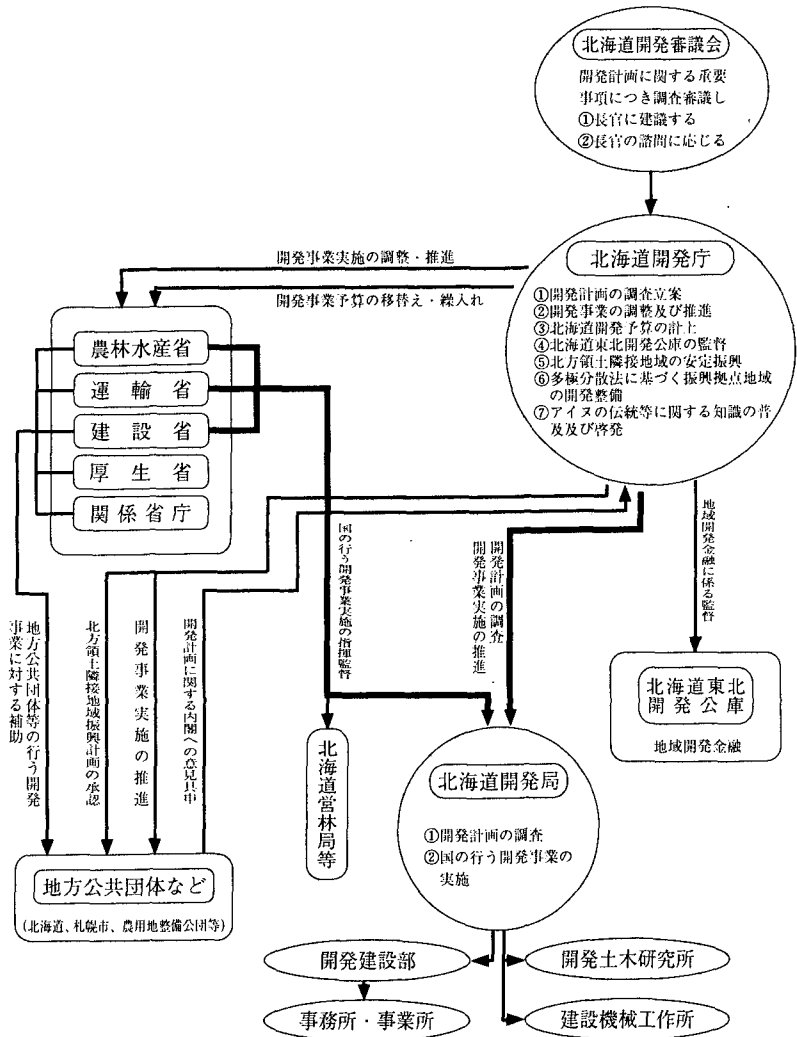 北海道開発審議会
開発計画に関する重要
事項につき調査審議し
①長官に建議する
②長官の諮問に応じる
北海道開発庁
①開発計画の調査立案
②開発事業の調整及び推進
③北海道開発予算の計上
④北海道東北開発公庫の監督
⑤北方領土隣接地域の安定振興
⑥多極分散法に基づく振興拠点地域
の開発整備
⑦アイヌの伝統等に関する知識の普
及及び啓発
開発事業実施の調整・推進
開発事業予算の移替え・繰入れ
農林水産省
運輸省
建設省
厚生省
関係省庁
地方公共団体等の行う開発
事業に対する補助
北方領土隣接地域振興計画の承認
開発事業実施の推進
開発計画に関する内閣への意見具申
国の行う開発事業実施の指揮監督
開発計画の調査
開発事業実施の推進
地域開発金融に係る監督
北海道東北
開発公庫
地域開発金融
北海道営林局等
北海道開発局
①開発計画の調査
②国の行う開発事業の
実施
地方公共団体など
(北海道、札幌市、農用地整備公団等)
開発建設部
開発土木研究所
事務所・事業所
建設機械工作所